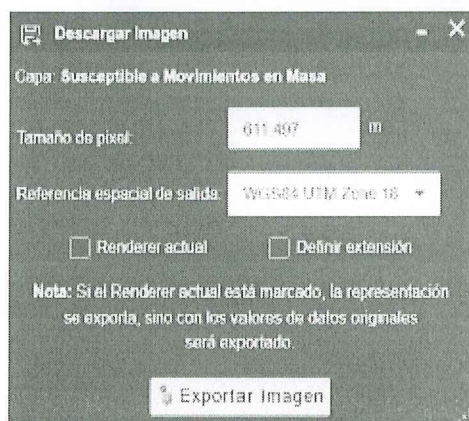 Descargar Imagen
Capa: Susceptible a Movimientos en Masa
Tamaño de pixel: 611.497 m
Referencia espacial de salida: WGS84 UTM Zone 18
Renderer actual Definir extensión
Nota: Si el Renderer actual está marcado, la representación
se exporta, sino con los valores de datos originales
será exportado.
Exportar Imagen